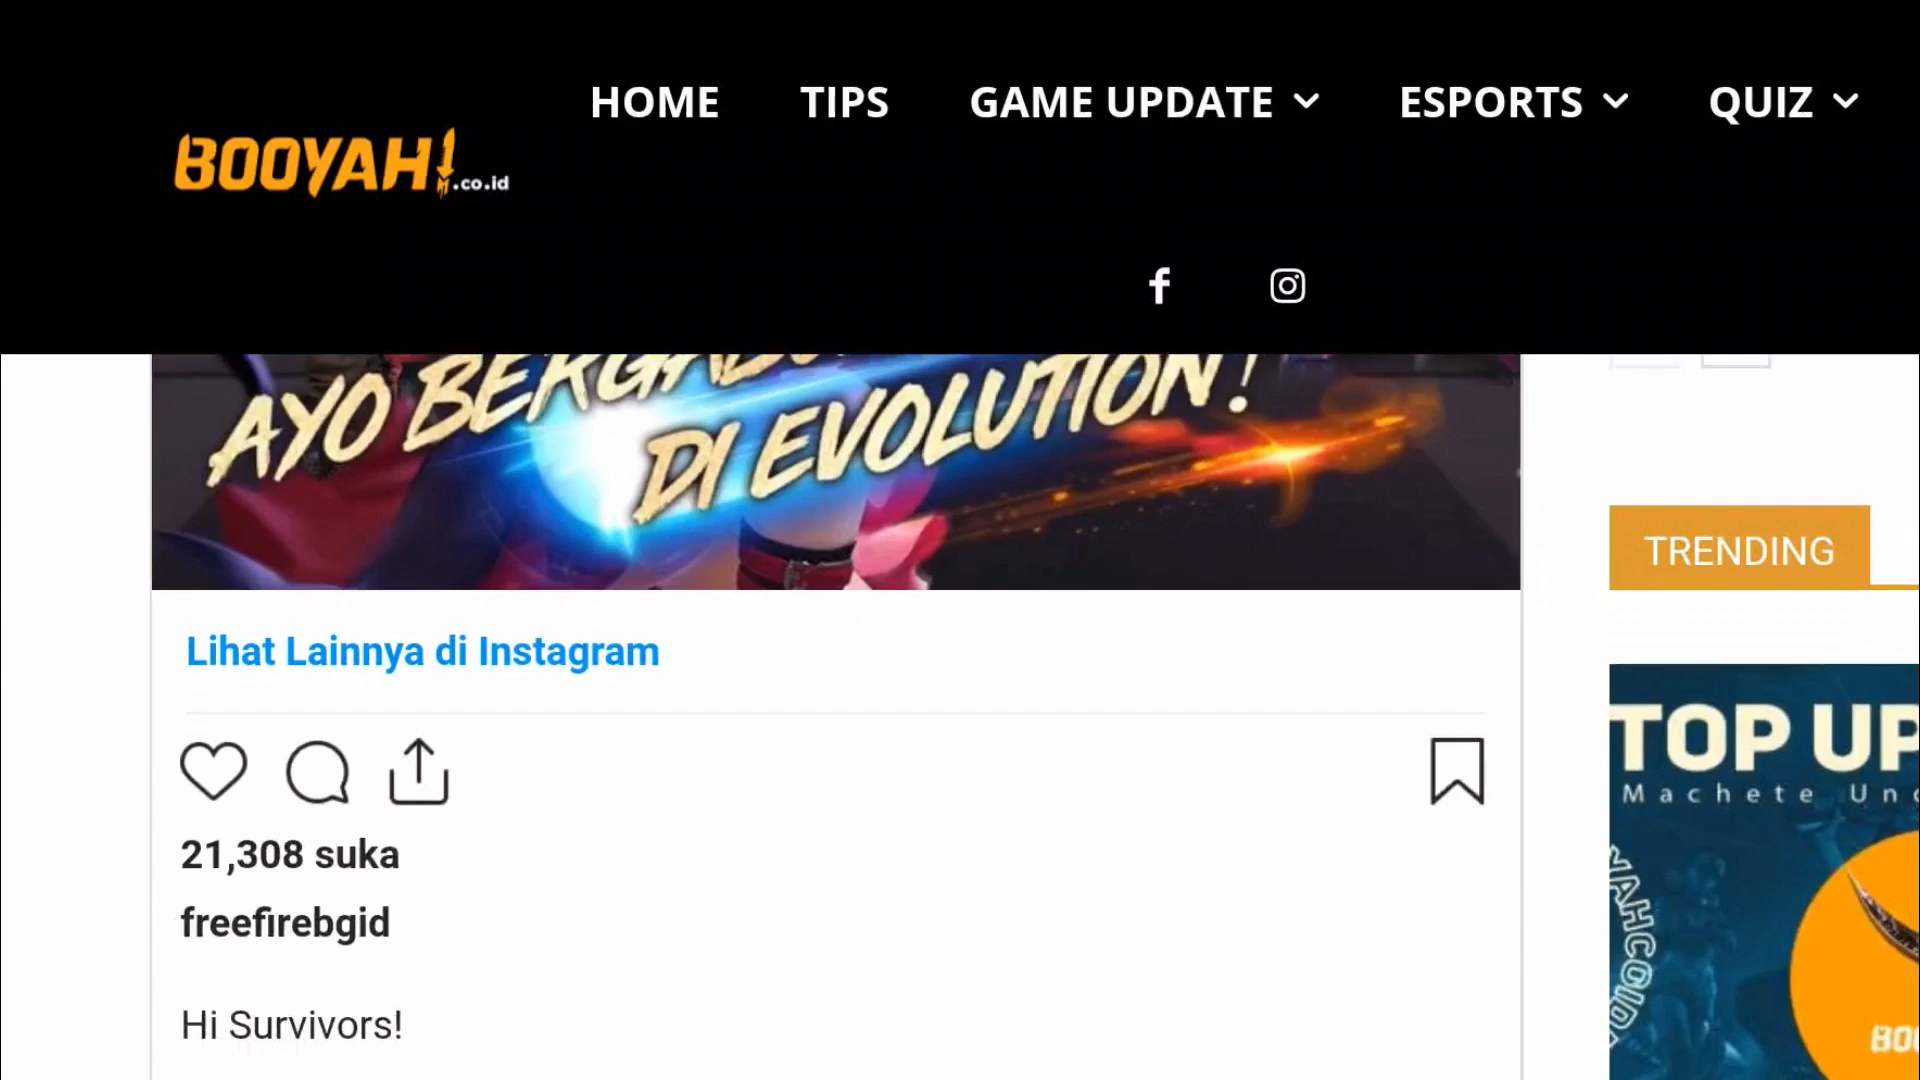 HOME TIPS GAME UPDATE ESPORTS QUIZ
BOOYAH!.co.id
AYO
DI EVOLUTION!
TRENDING
Lihat Lainnya di Instagram
TOP UP
Machete
21,308 suka
freefirebgid
Hi Survivors!